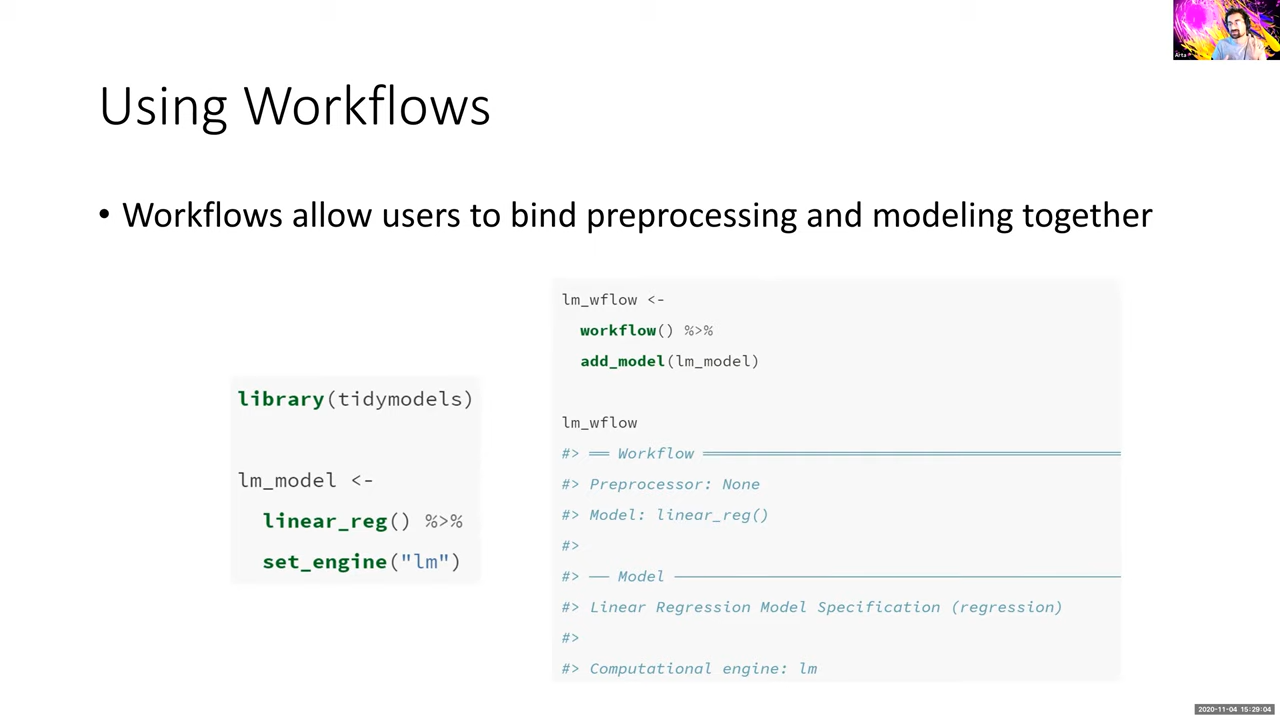 Using Workflows
• Workflows allow users to bind preprocessing and modeling together
library(tidymodels)
lm_model <-
linear_reg() %>%
set_engine("lm")
lm_wflow <-
workflow() %>%
add_model(lm_model)
lm_wflow
#> ══ Workflow ══════════════════════════
#> Preprocessor: None
#> Model: linear_reg()
#>
#> ── Model ──────────────────────────
#> Linear Regression Model Specification (regression)
#>
#> Computational engine: lm
2020-11-04 15:29:04